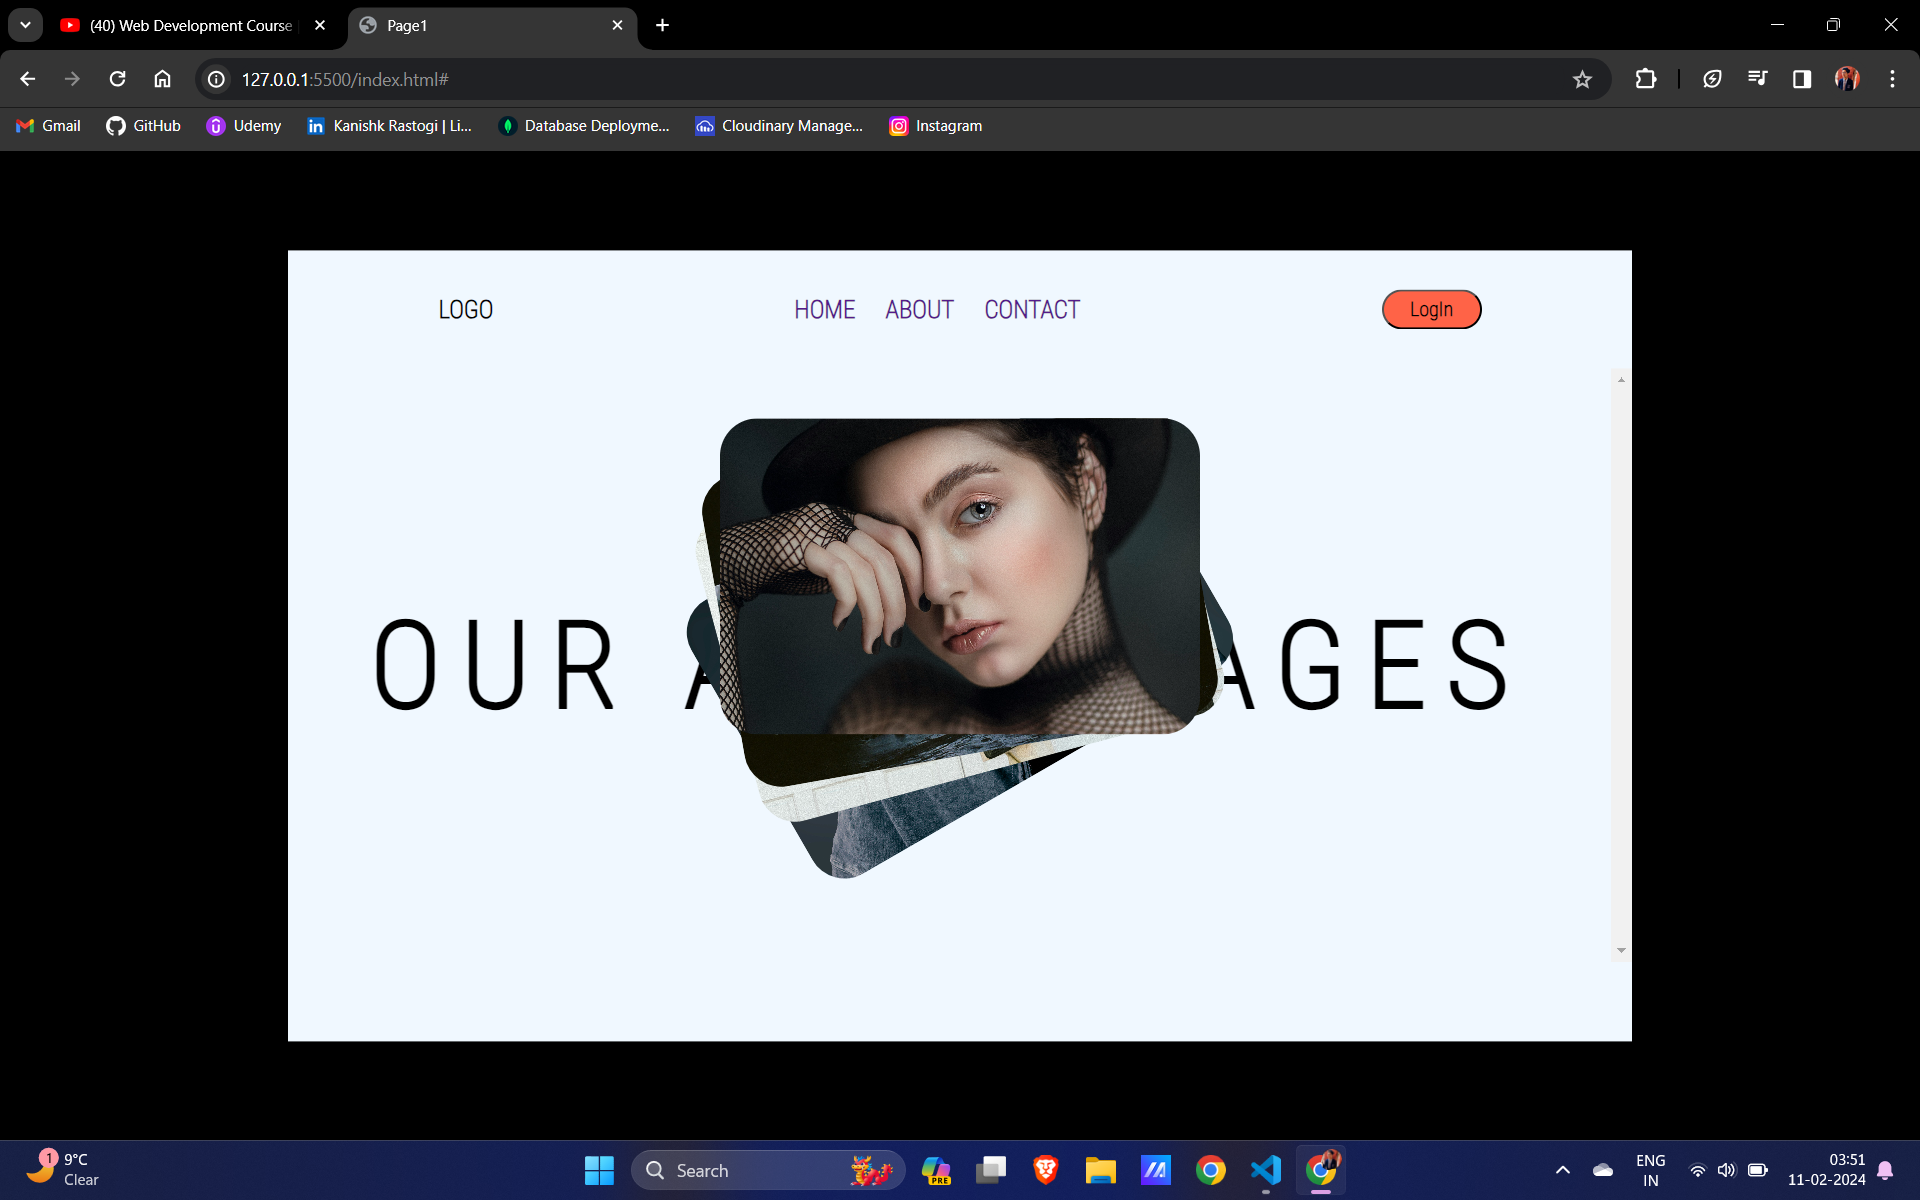 (40) Web Development Course
Page1
127.0.0.1:5500/index.html#
Gmail
GitHub
Udemy
Kanishk Rastogi | Li...
Database Deployme...
Cloudinary Manage...
Instagram
LOGO
HOME
ABOUT
CONTACT
LogIn
OUR A AGES
1
9°C
Clear
Search
PRE
ENG
IN
03:51
11-02-2024